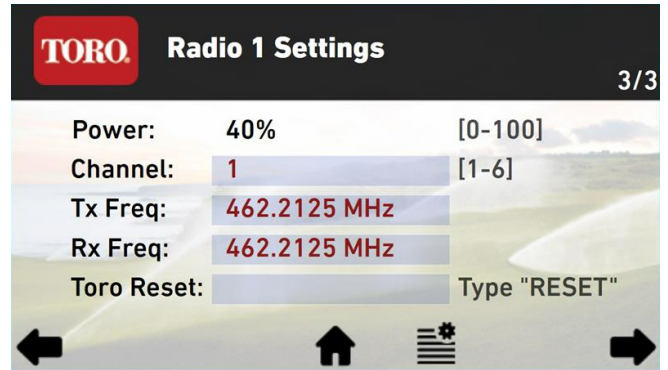 TORO. Radio 1 Settings
3/3
Power: 40% [0-100]
Channel: 1 [1-6]
Tx Freq: 462.2125 MHz
Rx Freq: 462.2125 MHz
Toro Reset: Type "RESET"